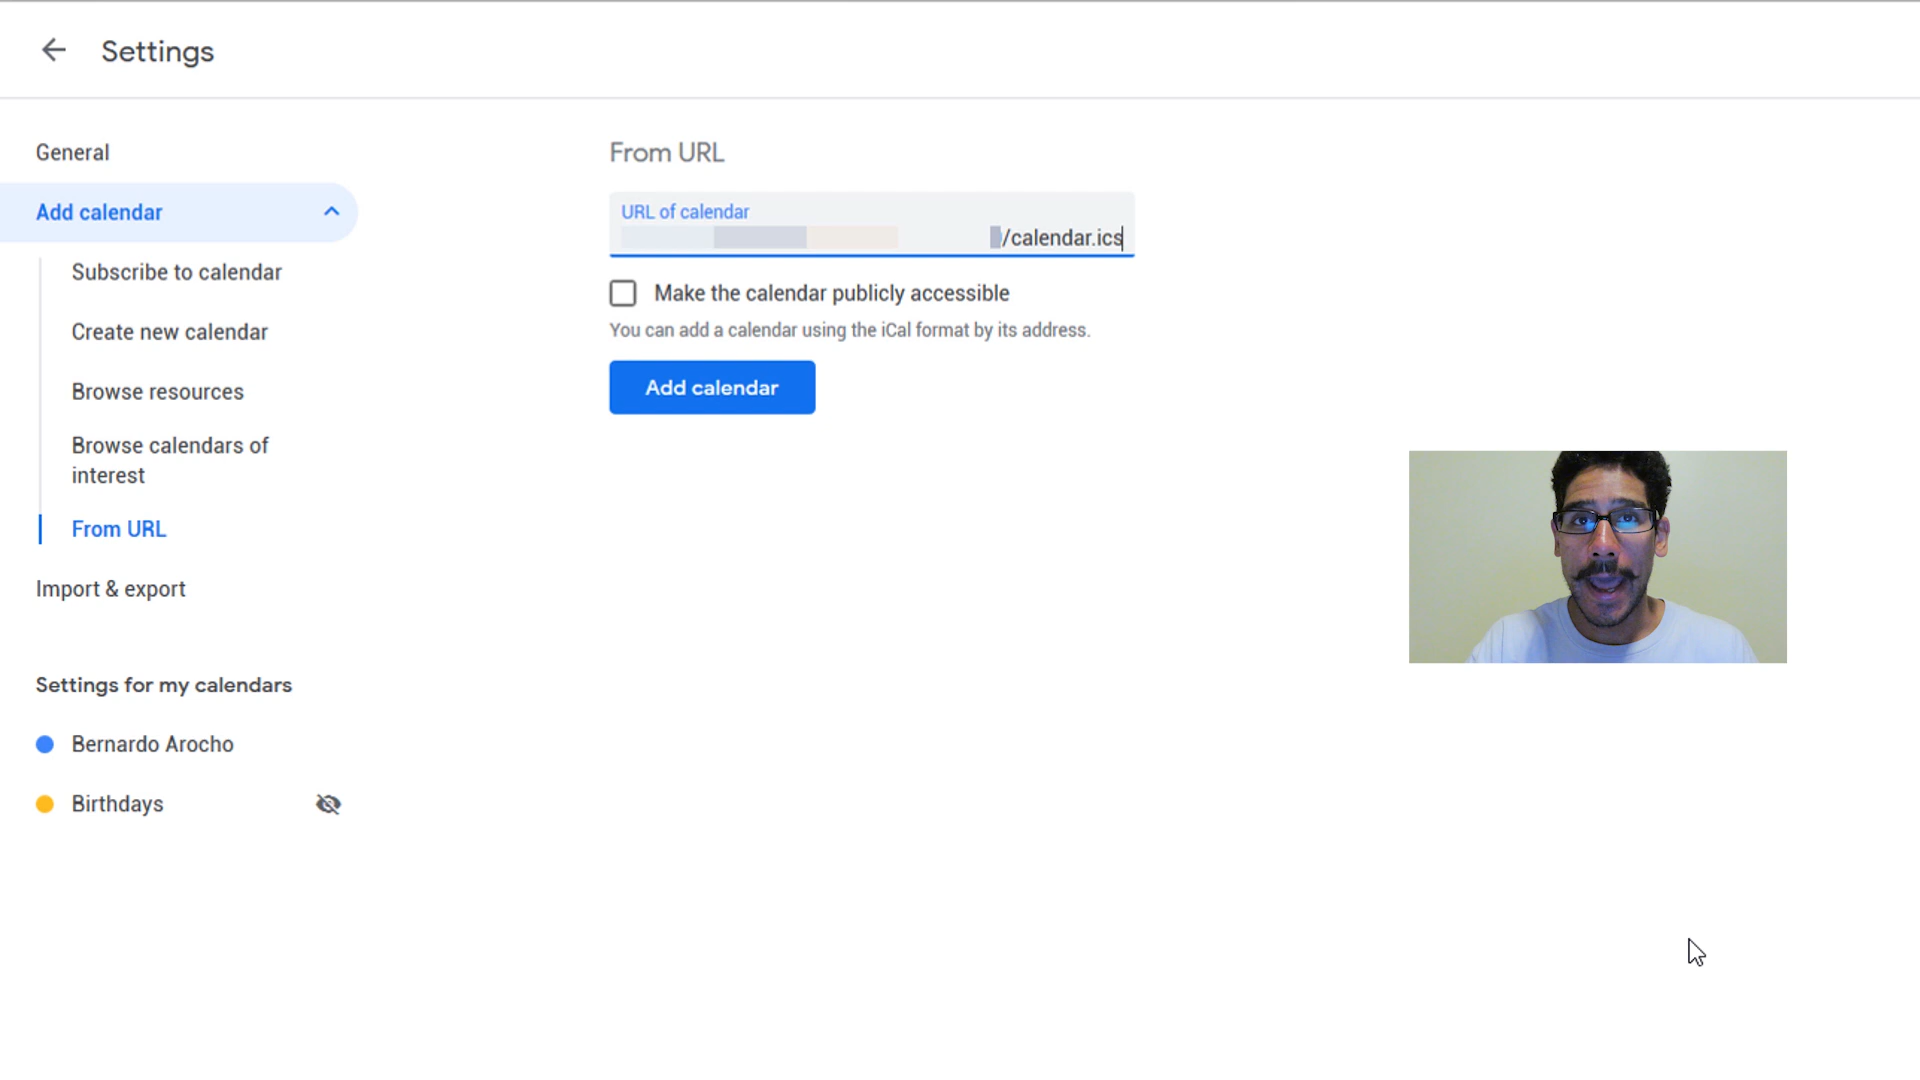 Settings
General
Add calendar
Subscribe to calendar
Create new calendar
Browse resources
Browse calendars of
interest
From URL
Import & export
Settings for my calendars
Bernardo Arocho
Birthdays
From URL
URL of calendar
/calendar.ics
Make the calendar publicly accessible
You can add a calendar using the iCal format by its address.
Add calendar